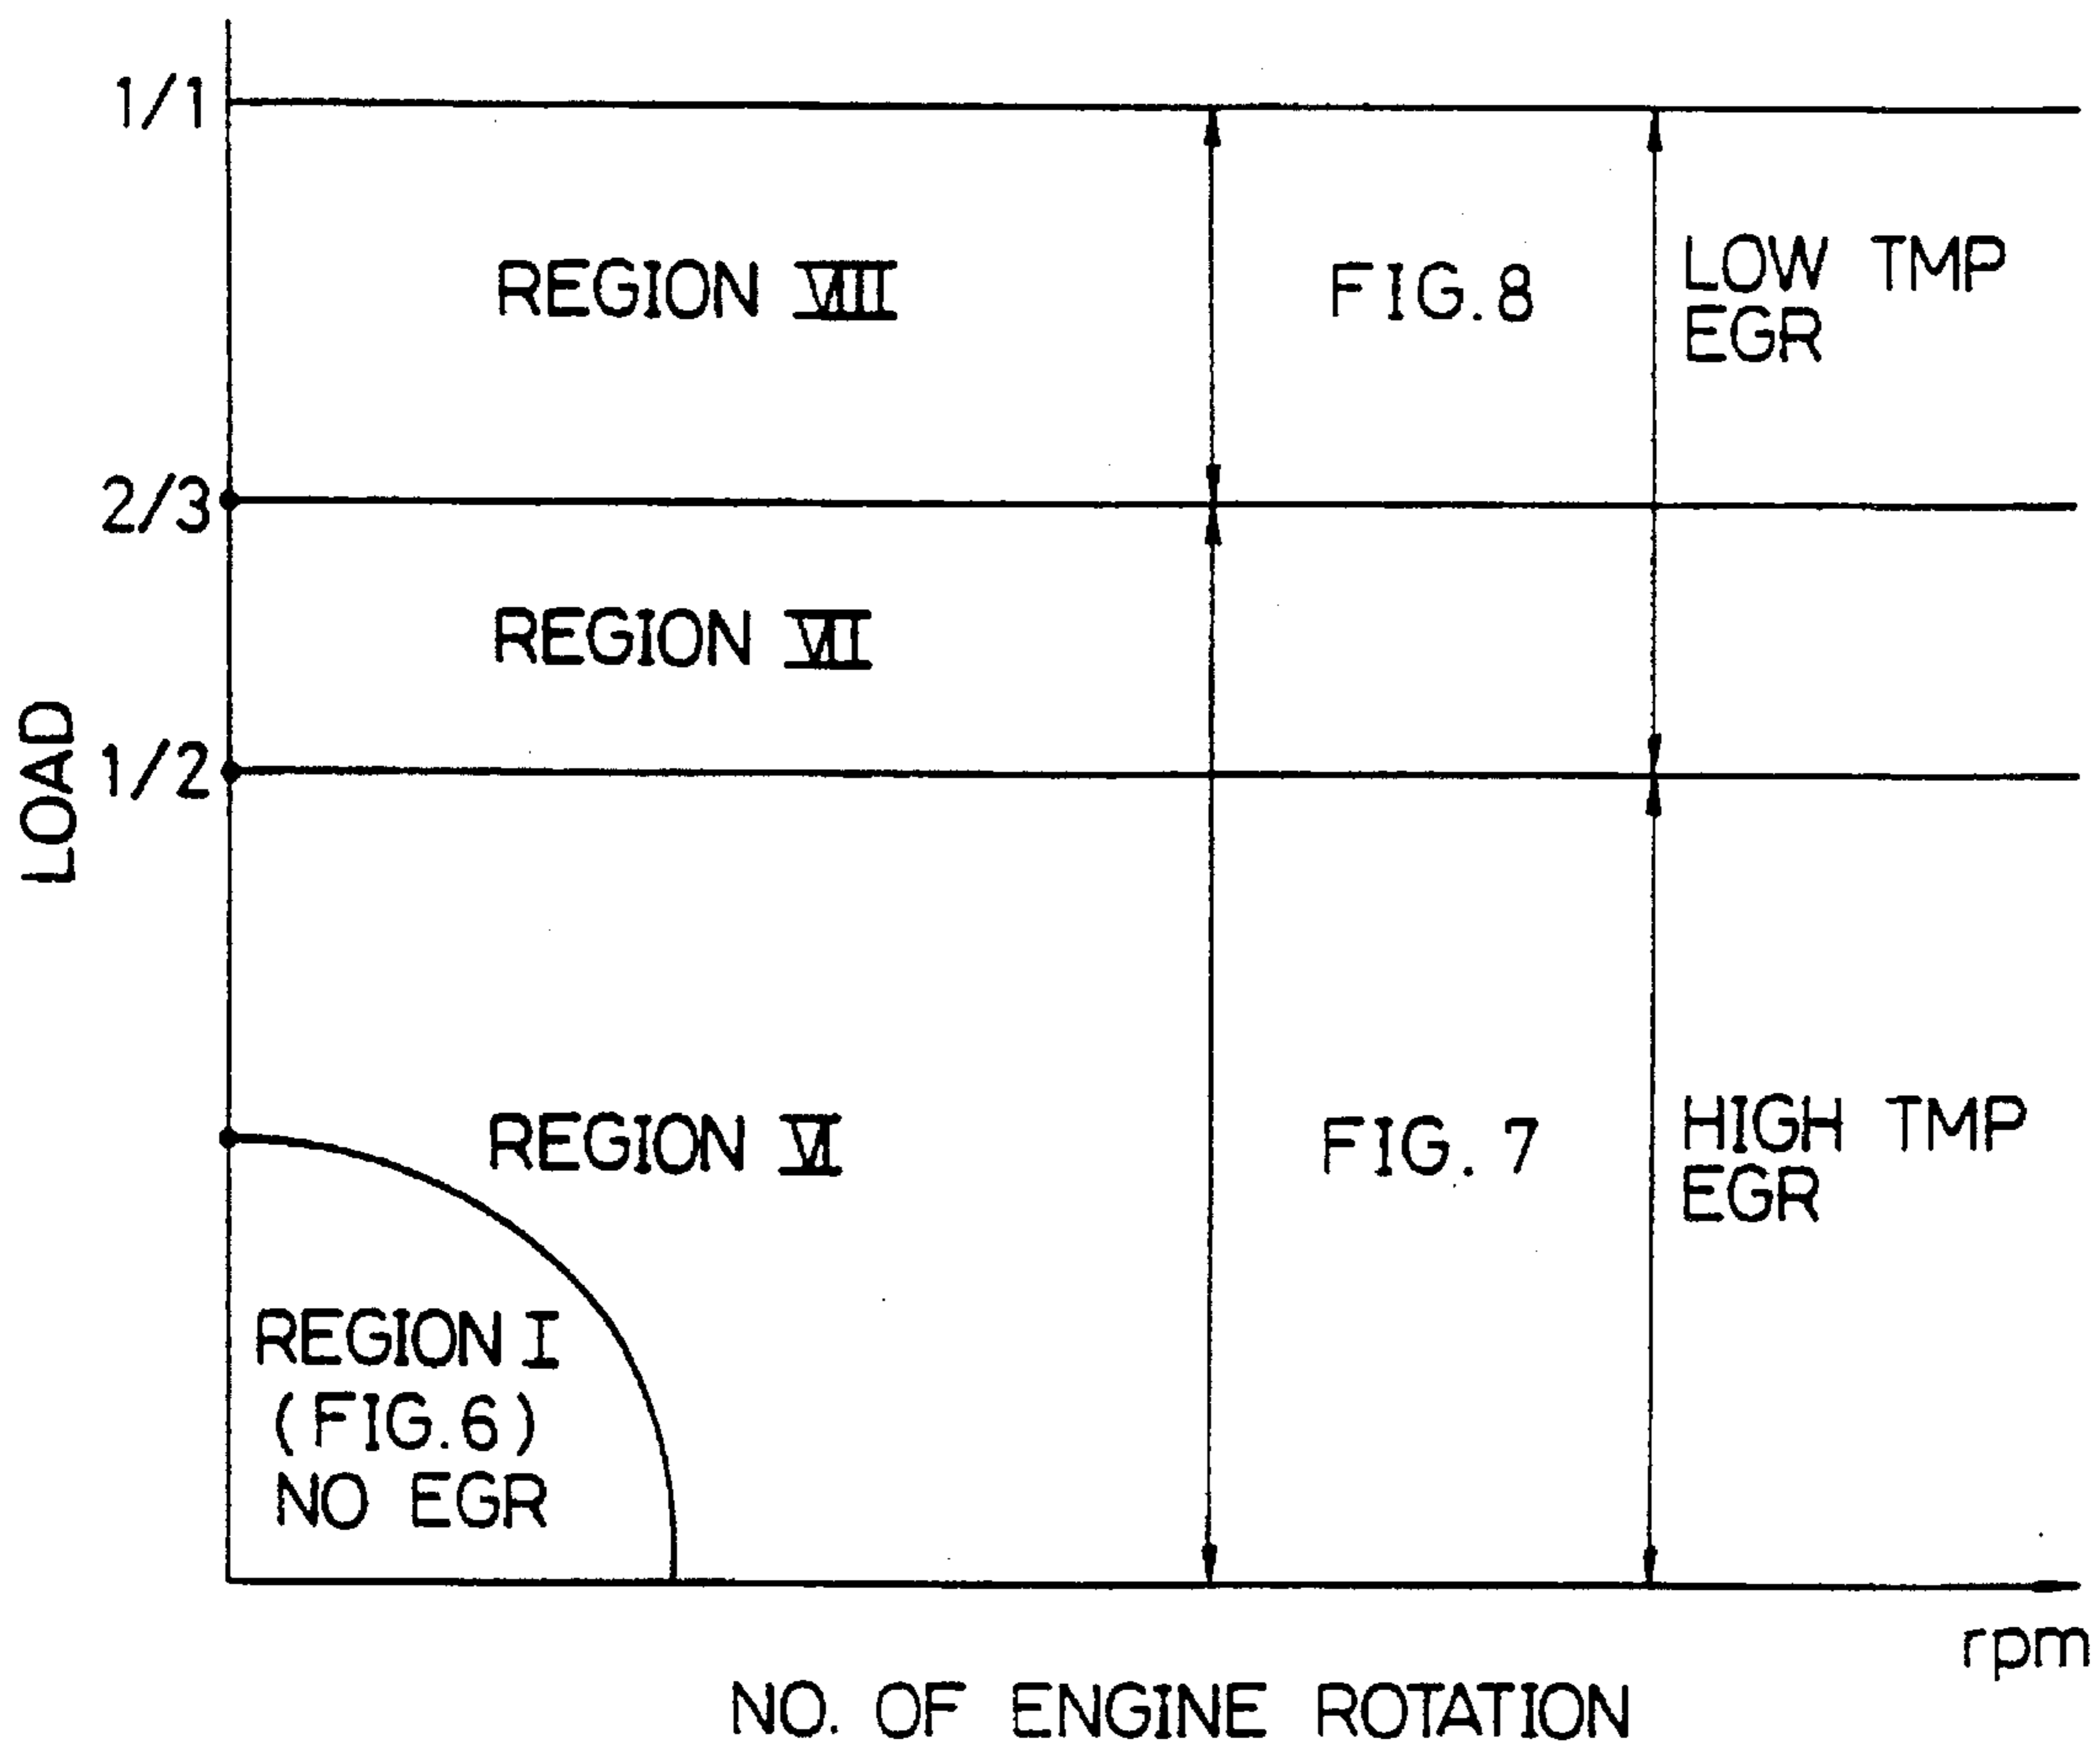 1/1
REGION VIII
FIG.8
LOW TMP
EGR
2/3
REGION VII
LOAD
1/2
REGION VI
FIG. 7
HIGH TMP
EGR
REGION I
(FIG.6)
NO EGR
rpm
NO. OF ENGINE ROTATION